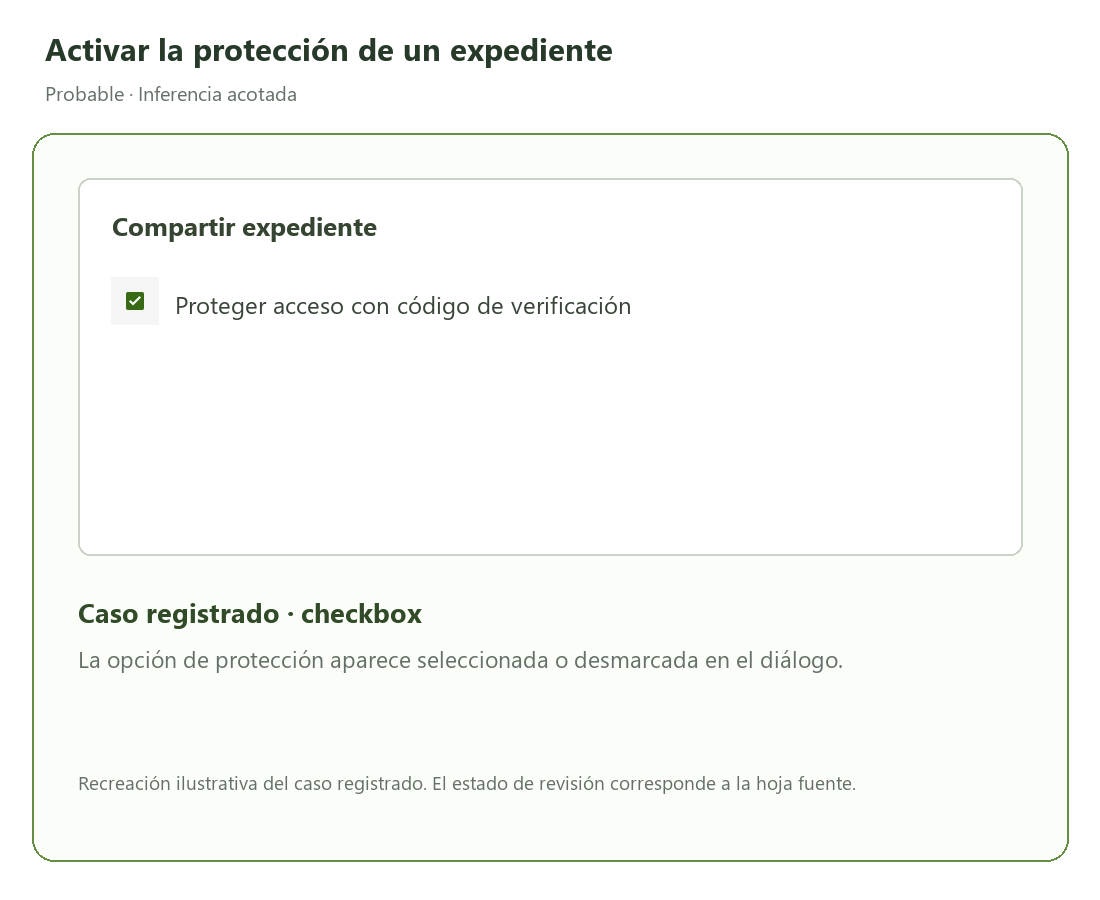 Activar la protección de un expediente
Probable · Inferencia acotada
Compartir expediente
Proteger acceso con código de verificación
Caso registrado · checkbox
La opción de protección aparece seleccionada o desmarcada en el diálogo.
Recreación ilustrativa del caso registrado. El estado de revisión corresponde a la hoja fuente.